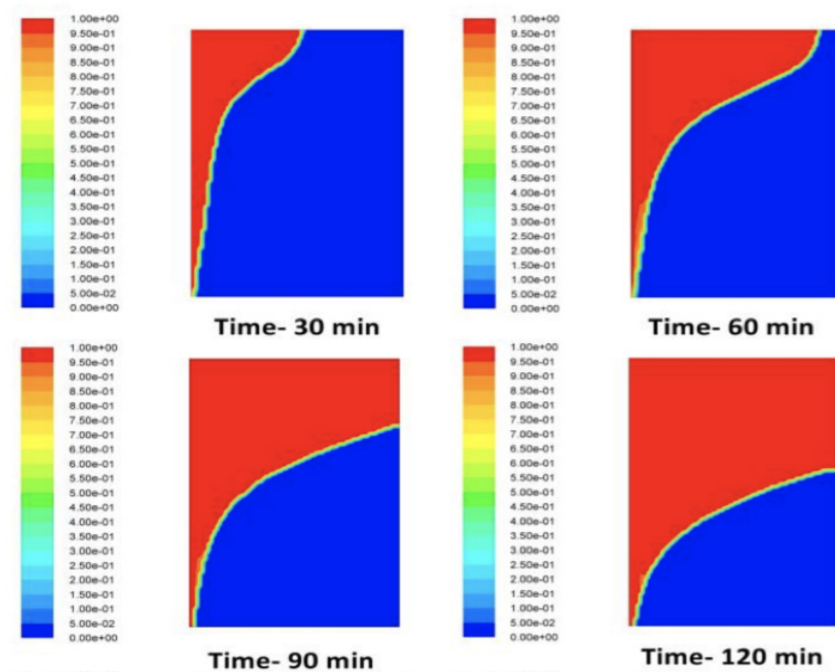 1.00e+00
9.50e-01
9.00e-01
8.50e-01
8.00e-01
7.50e-01
7.00e-01
6.50e-01
6.00e-01
5.50e-01
5.00e-01
4.50e-01
4.00e-01
3.50e-01
3.00e-01
2.50e-01
2.00e-01
1.50e-01
1.00e-01
5.00e-02
0.00e+00
Time- 30 min
1.00e+00
9.50e-01
9.00e-01
8.50e-01
8.00e-01
7.50e-01
7.00e-01
6.50e-01
6.00e-01
5.50e-01
5.00e-01
4.50e-01
4.00e-01
3.50e-01
3.00e-01
2.50e-01
2.00e-01
1.50e-01
1.00e-01
5.00e-02
0.00e+00
Time- 60 min
1.00e+00
9.50e-01
9.00e-01
8.50e-01
8.00e-01
7.50e-01
7.00e-01
6.50e-01
6.00e-01
5.50e-01
5.00e-01
4.50e-01
4.00e-01
3.50e-01
3.00e-01
2.50e-01
2.00e-01
1.50e-01
1.00e-01
5.00e-02
0.00e+00
Time- 90 min
1.00e+00
9.50e-01
9.00e-01
8.50e-01
8.00e-01
7.50e-01
7.00e-01
6.50e-01
6.00e-01
5.50e-01
5.00e-01
4.50e-01
4.00e-01
3.50e-01
3.00e-01
2.50e-01
2.00e-01
1.50e-01
1.00e-01
5.00e-02
0.00e+00
Time- 120 min